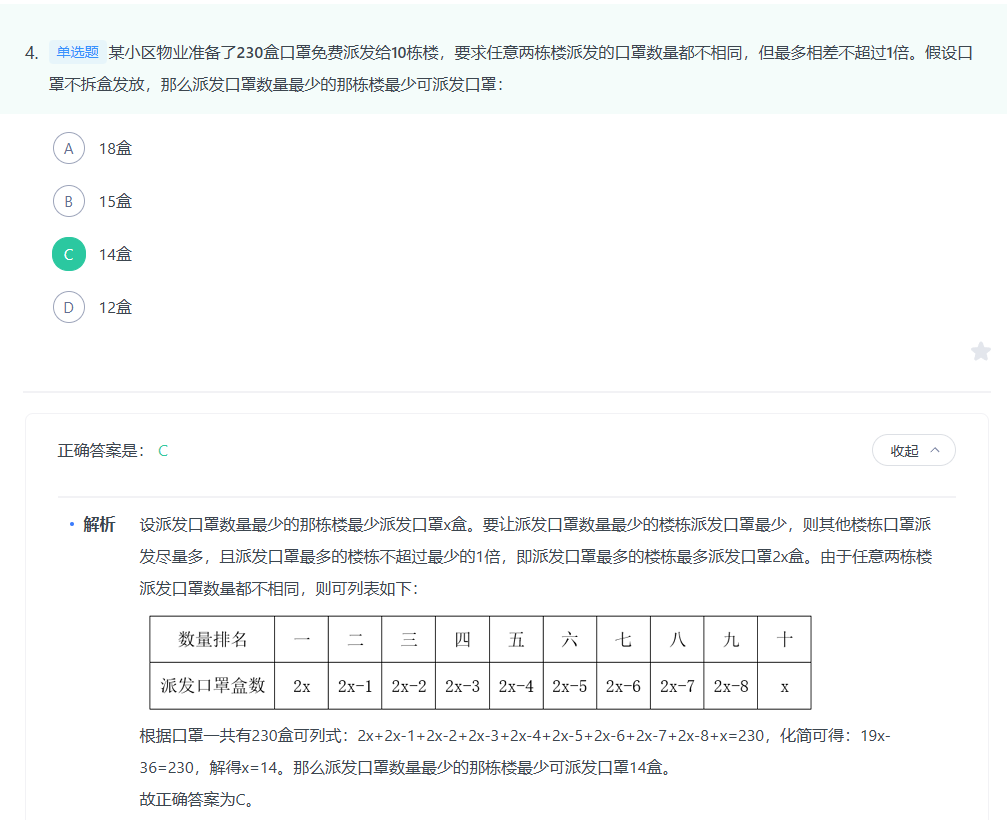 4. 单选题 某小区物业准备了230盒口罩免费派发给10栋楼，要求任意两栋楼派发的口罩数量都不相同，但最多相差不超过1倍。假设口
罩不拆盒发放，那么派发口罩数量最少的那栋楼最少可派发口罩：
A 18盒
B 15盒
C 14盒
D 12盒
正确答案是： C 收起
• 解析 设派发口罩数量最少的那栋楼最少派发口罩x盒。要让派发口罩数量最少的楼栋派发口罩最少，则其他楼栋口罩派
发尽量多，且派发口罩最多的楼栋不超过最少的1倍，即派发口罩最多的楼栋最多派发口罩2x盒。由于任意两栋楼
派发口罩数量都不相同，则可列表如下：
数量排名 一 二 三 四 五 六 七 八 九 十
派发口罩盒数 2x 2x-1 2x-2 2x-3 2x-4 2x-5 2x-6 2x-7 2x-8 x
根据口罩一共有230盒可列式：2x+2x-1+2x-2+2x-3+2x-4+2x-5+2x-6+2x-7+2x-8+x=230，化简可得：19x-
36=230，解得x=14。那么派发口罩数量最少的那栋楼最少可派发口罩14盒。
故正确答案为C。